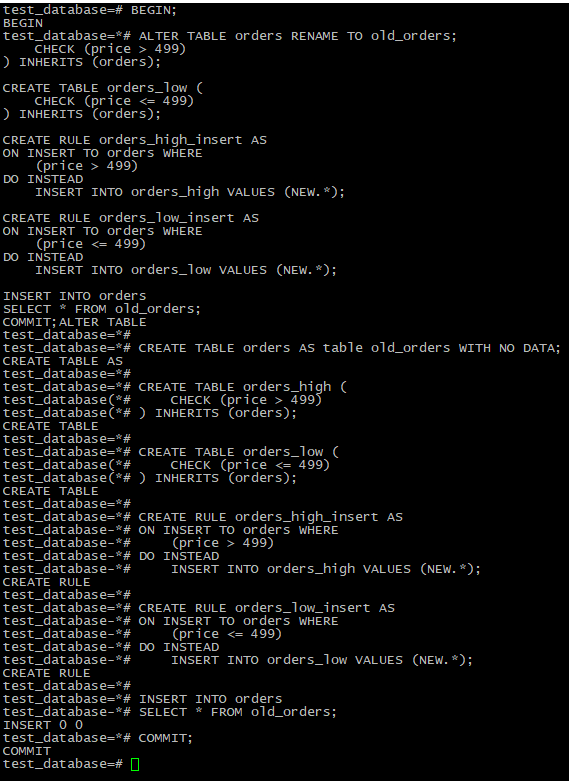 test_database=# BEGIN;
BEGIN
test_database=*# ALTER TABLE orders RENAME TO old_orders;
    CHECK (price > 499)
) INHERITS (orders);

CREATE TABLE orders_low (
    CHECK (price <= 499)
) INHERITS (orders);

CREATE RULE orders_high_insert AS
ON INSERT TO orders WHERE
    (price > 499)
DO INSTEAD
    INSERT INTO orders_high VALUES (NEW.*);

CREATE RULE orders_low_insert AS
ON INSERT TO orders WHERE
    (price <= 499)
DO INSTEAD
    INSERT INTO orders_low VALUES (NEW.*);

INSERT INTO orders
SELECT * FROM old_orders;
COMMIT;ALTER TABLE
test_database=*#
test_database=*# CREATE TABLE orders AS table old_orders WITH NO DATA;
CREATE TABLE AS
test_database=*#
test_database=*# CREATE TABLE orders_high (
test_database(*#     CHECK (price > 499)
test_database(*# ) INHERITS (orders);
CREATE TABLE
test_database=*#
test_database=*# CREATE TABLE orders_low (
test_database(*#     CHECK (price <= 499)
test_database(*# ) INHERITS (orders);
CREATE TABLE
test_database=*#
test_database=*# CREATE RULE orders_high_insert AS
test_database-*# ON INSERT TO orders WHERE
test_database-*#     (price > 499)
test_database-*# DO INSTEAD
test_database-*#     INSERT INTO orders_high VALUES (NEW.*);
CREATE RULE
test_database=*#
test_database=*# CREATE RULE orders_low_insert AS
test_database-*# ON INSERT TO orders WHERE
test_database-*#     (price <= 499)
test_database-*# DO INSTEAD
test_database-*#     INSERT INTO orders_low VALUES (NEW.*);
CREATE RULE
test_database=*#
test_database=*# INSERT INTO orders
test_database-*# SELECT * FROM old_orders;
INSERT 0 0
test_database=*# COMMIT;
COMMIT
test_database=#